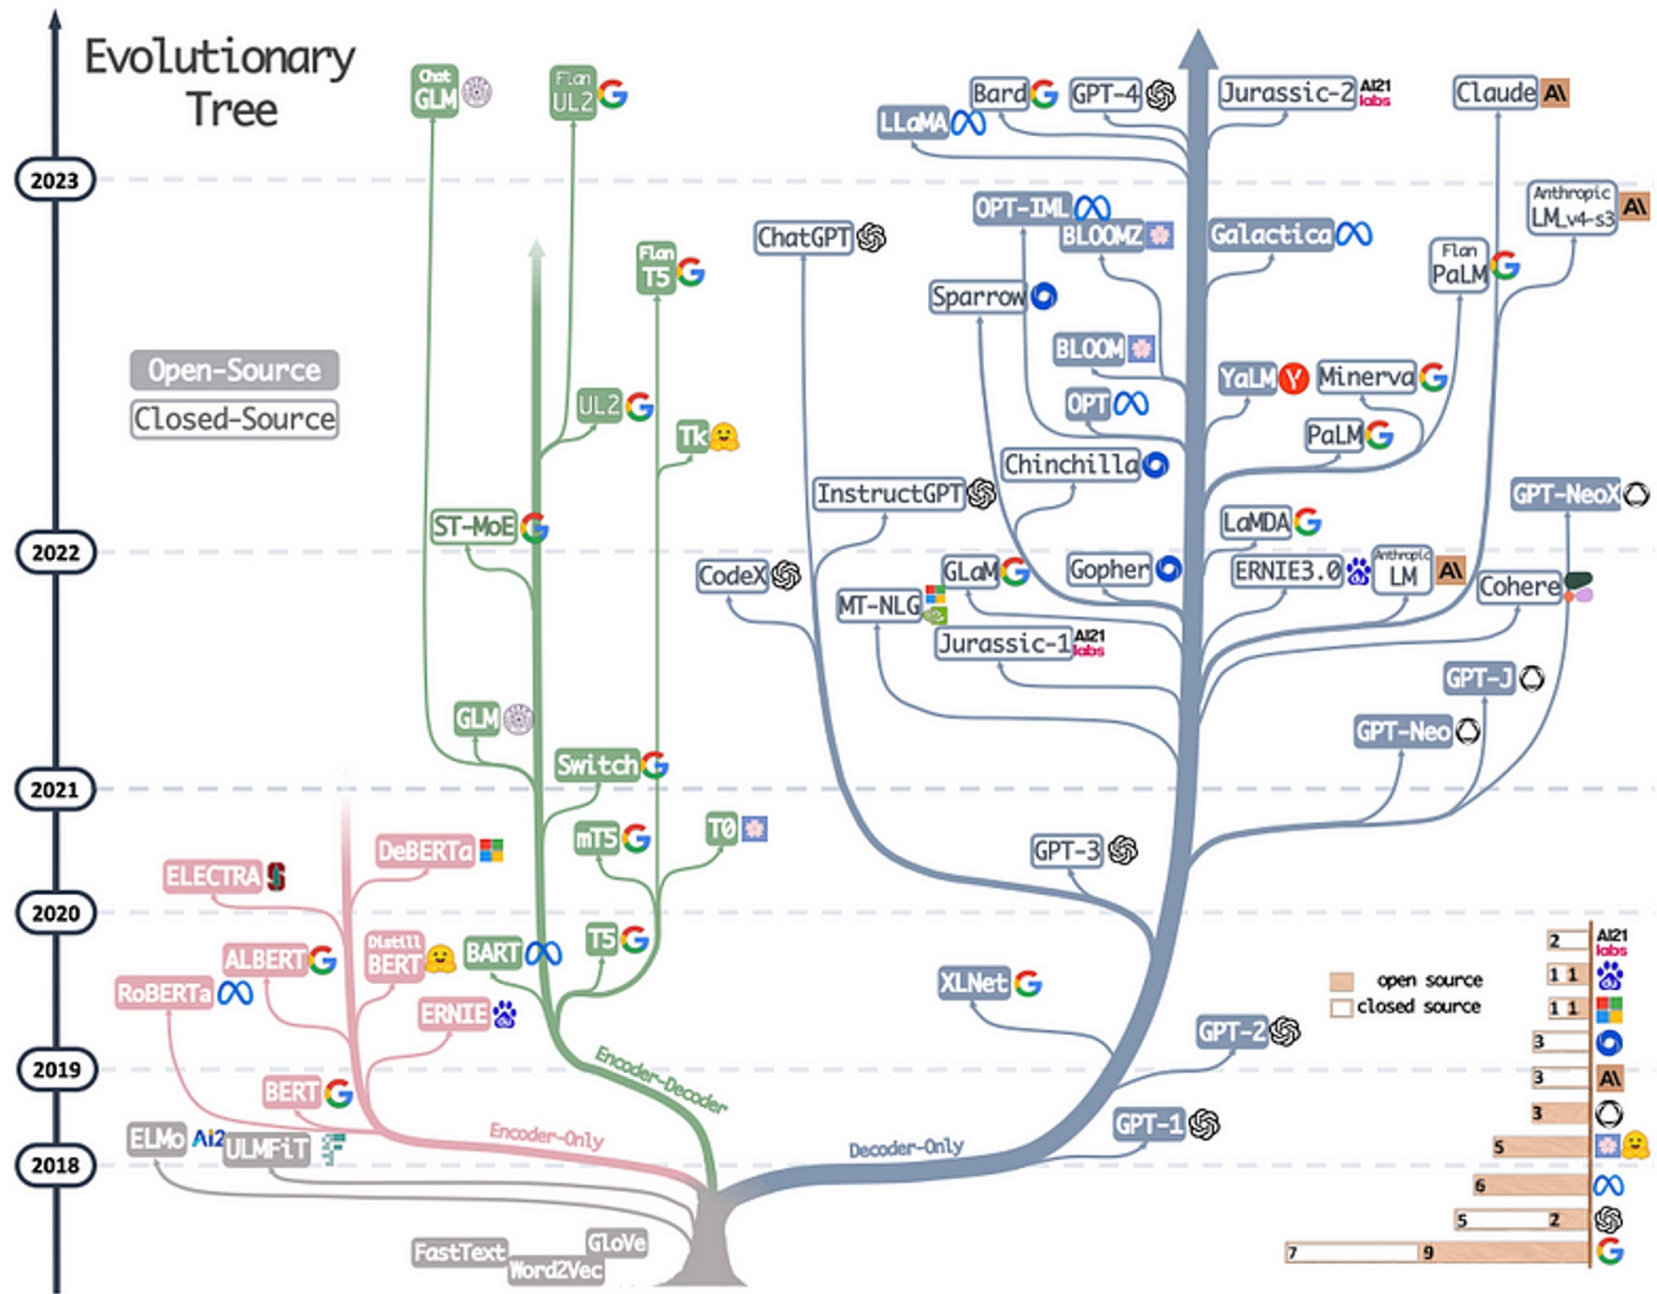 Evolutionary
Tree
2023
2022
2021
2020
2019
2018
Open-Source
Closed-Source
Chat
GLM
Flan
UL2
Flan
T5
UL2
Tk
ST-MoE
GLM
Switch
mT5
T0
T5
BART
Encoder-Decoder
DeBERTa
ELECTRA
ALBERT
Distill
BERT
RoBERTa
ERNIE
BERT
Encoder-Only
ELMo
Ai2
ULMFiT
FastText
Word2Vec
GloVe
Bard
GPT-4
Jurassic-2
AI21
labs
Claude
A\
LLaMA
OPT-IML
BLOOMZ
Galactica
Anthropic
LM_v4-s3
A\
ChatGPT
Flan
PaLM
Sparrow
BLOOM
YaLM
Y
Minerva
OPT
PaLM
Chinchilla
InstructGPT
GPT-NeoX
LaMDA
CodeX
GLaM
Gopher
ERNIE3.0
Anthropic
LM
A\
Cohere
MT-NLG
Jurassic-1
AI21
labs
GPT-J
GPT-Neo
GPT-3
XLNet
GPT-2
GPT-1
Decoder-Only
open source
closed source
2
AI21
labs
1 1
1 1
3
3
A\
3
5
6
5 2
7 9